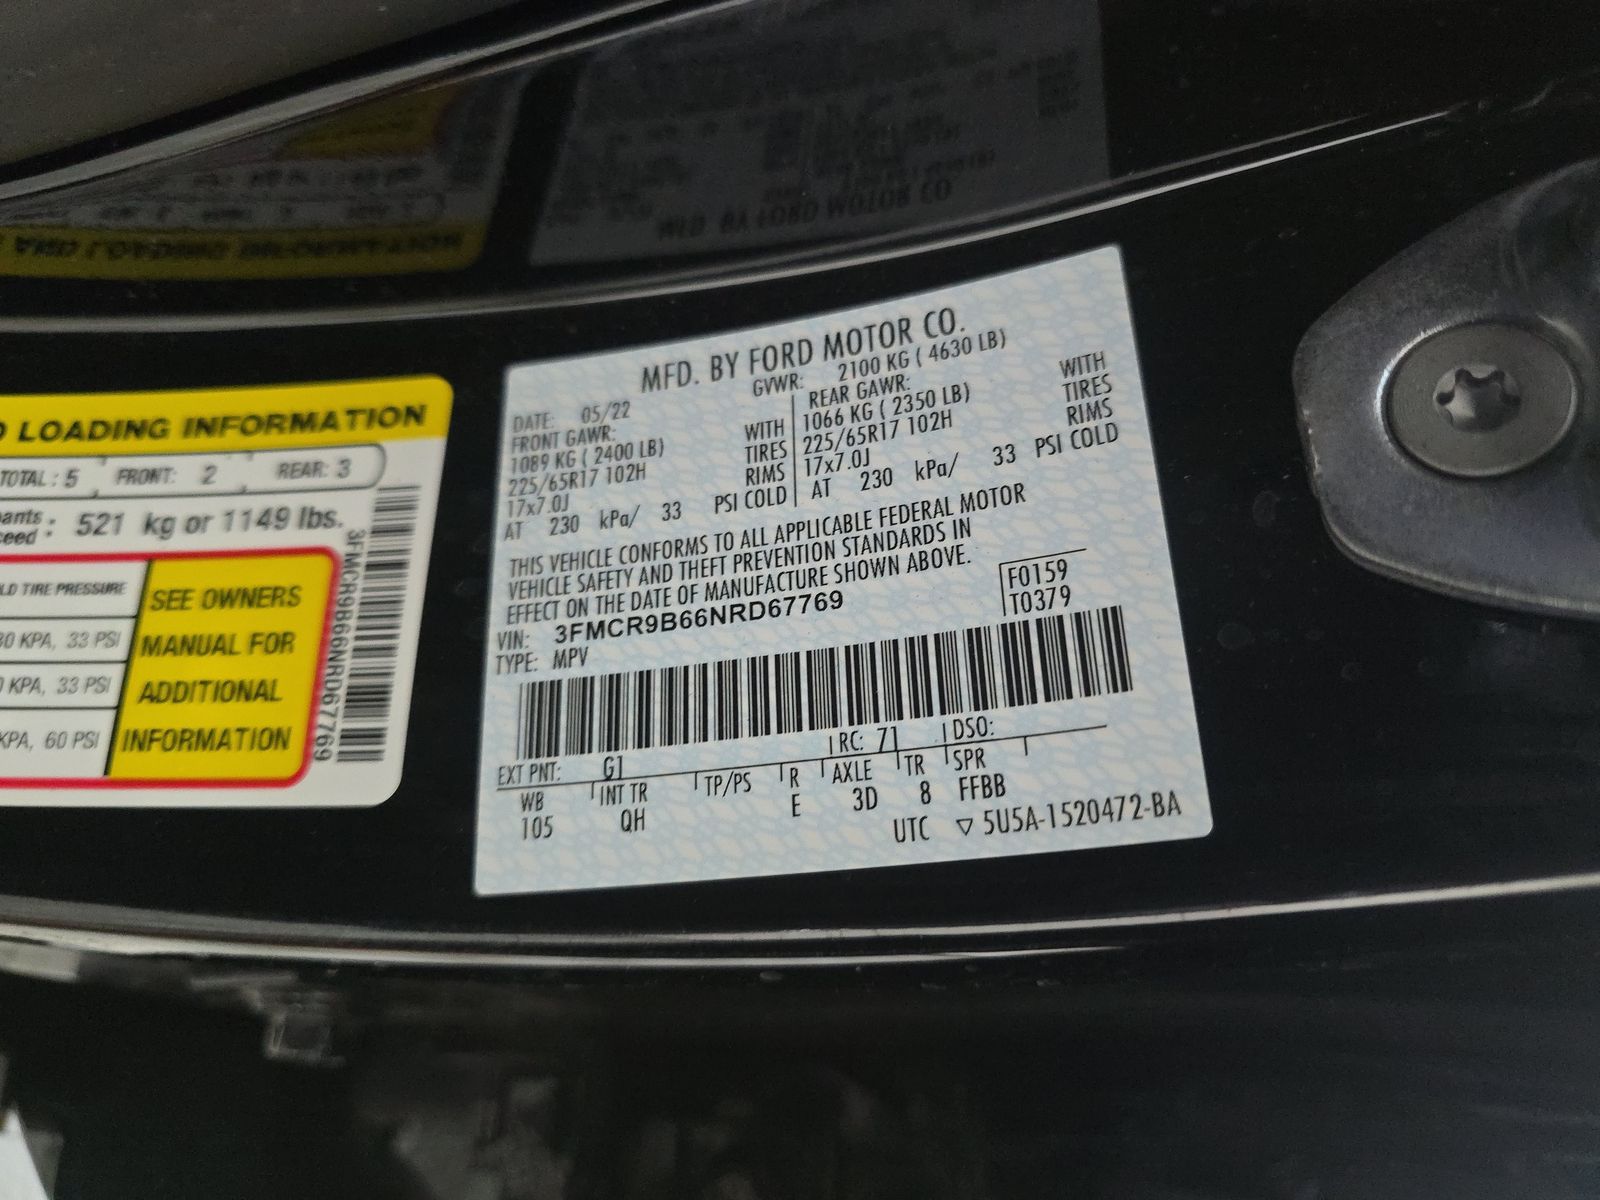 LOADING INFORMATION
TOTAL : 5 FRONT: 2 REAR: 3
521 kg or 1149 lbs.
TIRE PRESSURE
KPA, 33 PSI
KPA, 33 PSI
KPA, 60 PSI
SEE OWNERS
MANUAL FOR
ADDITIONAL
INFORMATION
3FMCR9B66NRD67769
MFD. BY FORD MOTOR CO.
DATE: 05/22 GVWR: 2100 KG ( 4630 LB)
FRONT GAWR: REAR GAWR:
1089 KG ( 2400 LB) WITH 1066 KG ( 2350 LB) WITH
225/65R17 102H TIRES 225/65R17 102H TIRES
17x7.0J RIMS 17x7.0J RIMS
AT 230 kPa/ 33 PSI COLD AT 230 kPa/ 33 PSI COLD
THIS VEHICLE CONFORMS TO ALL APPLICABLE FEDERAL MOTOR
VEHICLE SAFETY AND THEFT PREVENTION STANDARDS IN
EFFECT ON THE DATE OF MANUFACTURE SHOWN ABOVE.
VIN: 3FMCR9B66NRD67769 F0159
TYPE: MPV T0379
EXT PNT: G1 RC: 71 DSO:
WB INT TR TP/PS R AXLE TR SPR
105 QH E 3D 8 FFBB
UTC ▽ 5U5A-1520472-BA